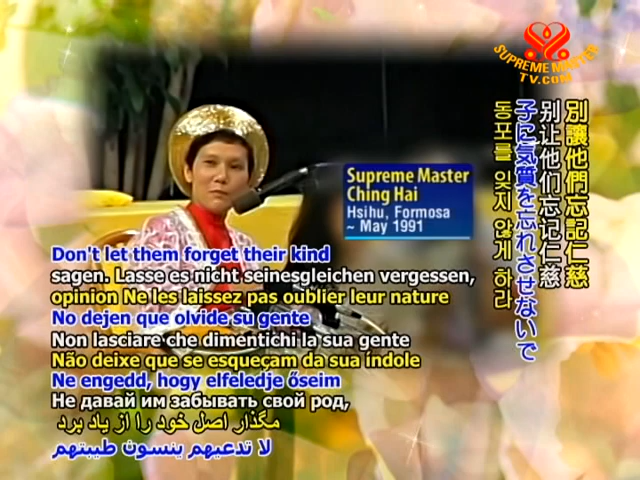 SUPREME MASTER
TV.COM
Supreme Master
Ching Hai
Hsihu, Formosa
~ May 1991
別讓他們忘記仁慈
别让他们忘记仁慈
子に気質を忘れさせないで
동포를 잊지 않게 하라
Don't let them forget their kind
sagen. Lasse es nicht seinesgleichen vergessen,
opinion Ne les laissez pas oublier leur nature
No dejen que olvide su gente
Non lasciare che dimentichi la sua gente
Não deixe que se esqueçam da sua índole
Ne engedd, hogy elfeledje őseim
Не давай им забывать свой род,
مگذار اصل خود را از یاد برد
لا تدعيهم ينسون طيبتهم